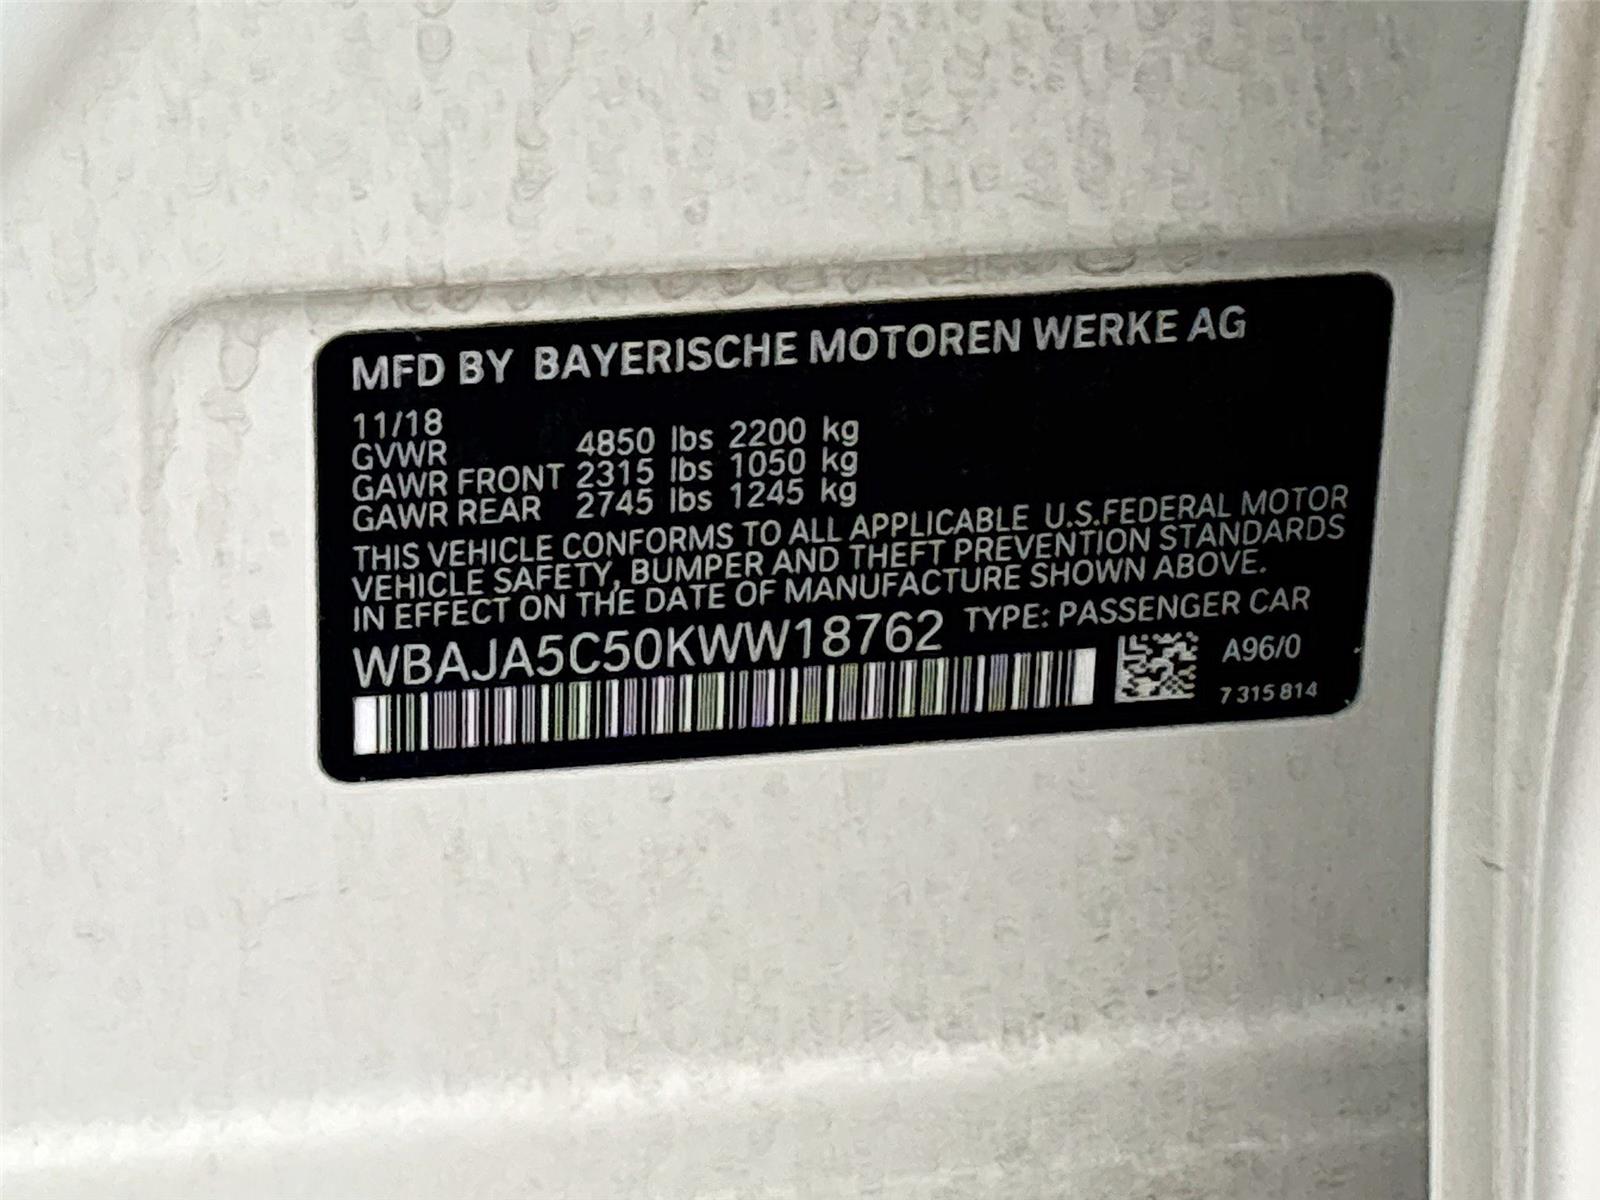 MFD BY BAYERISCHE MOTOREN WERKE AG
11/18
GVWR 4850 lbs 2200 kg
GAWR FRONT 2315 lbs 1050 kg
GAWR REAR 2745 lbs 1245 kg
THIS VEHICLE CONFORMS TO ALL APPLICABLE U.S.FEDERAL MOTOR
VEHICLE SAFETY, BUMPER AND THEFT PREVENTION STANDARDS
IN EFFECT ON THE DATE OF MANUFACTURE SHOWN ABOVE.
WBAJA5C50KWW18762 TYPE: PASSENGER CAR
A96/0
7 315 814